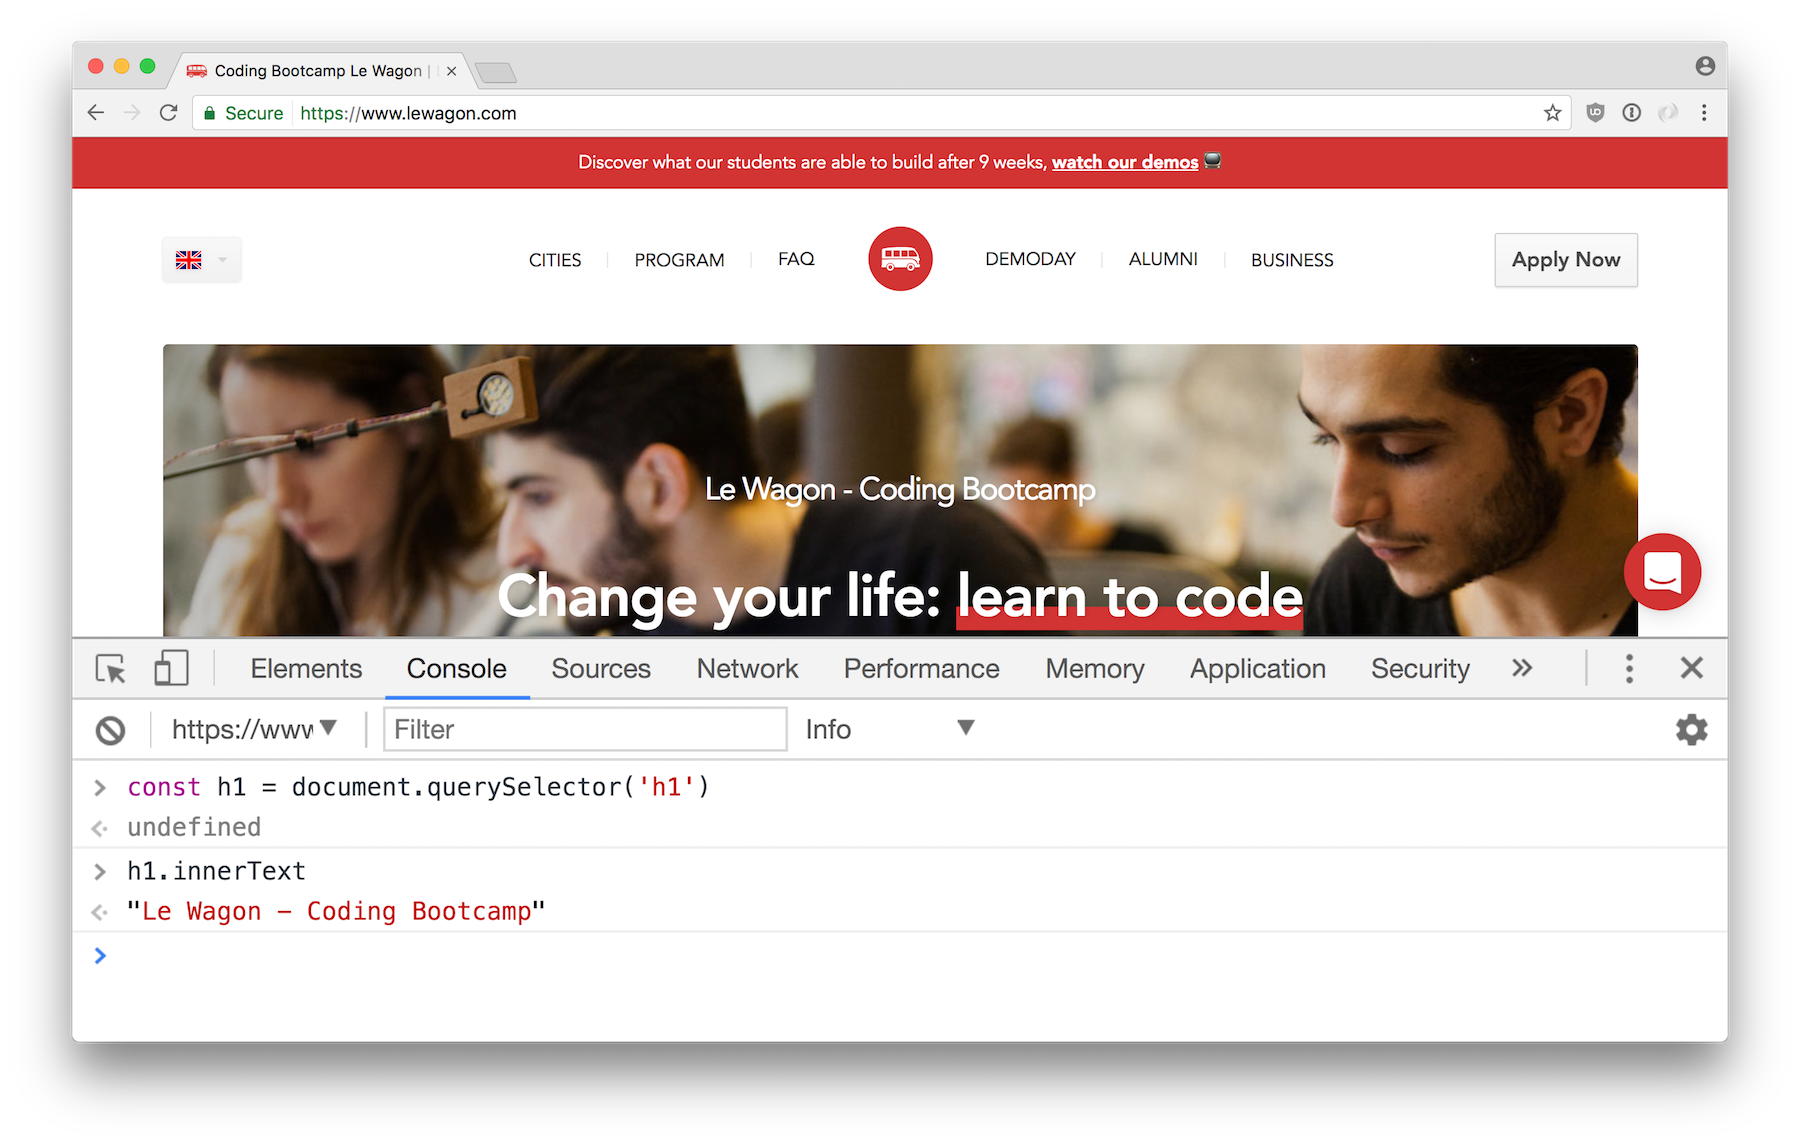 Coding Bootcamp Le Wagon |
Secure https://www.lewagon.com
Discover what our students are able to build after 9 weeks, watch our demos
CITIES PROGRAM FAQ DEMODAY ALUMNI BUSINESS Apply Now
Le Wagon - Coding Bootcamp
Change your life: learn to code
Elements Console Sources Network Performance Memory Application Security
https://www Filter Info
const h1 = document.querySelector('h1')
undefined
h1.innerText
"Le Wagon – Coding Bootcamp"